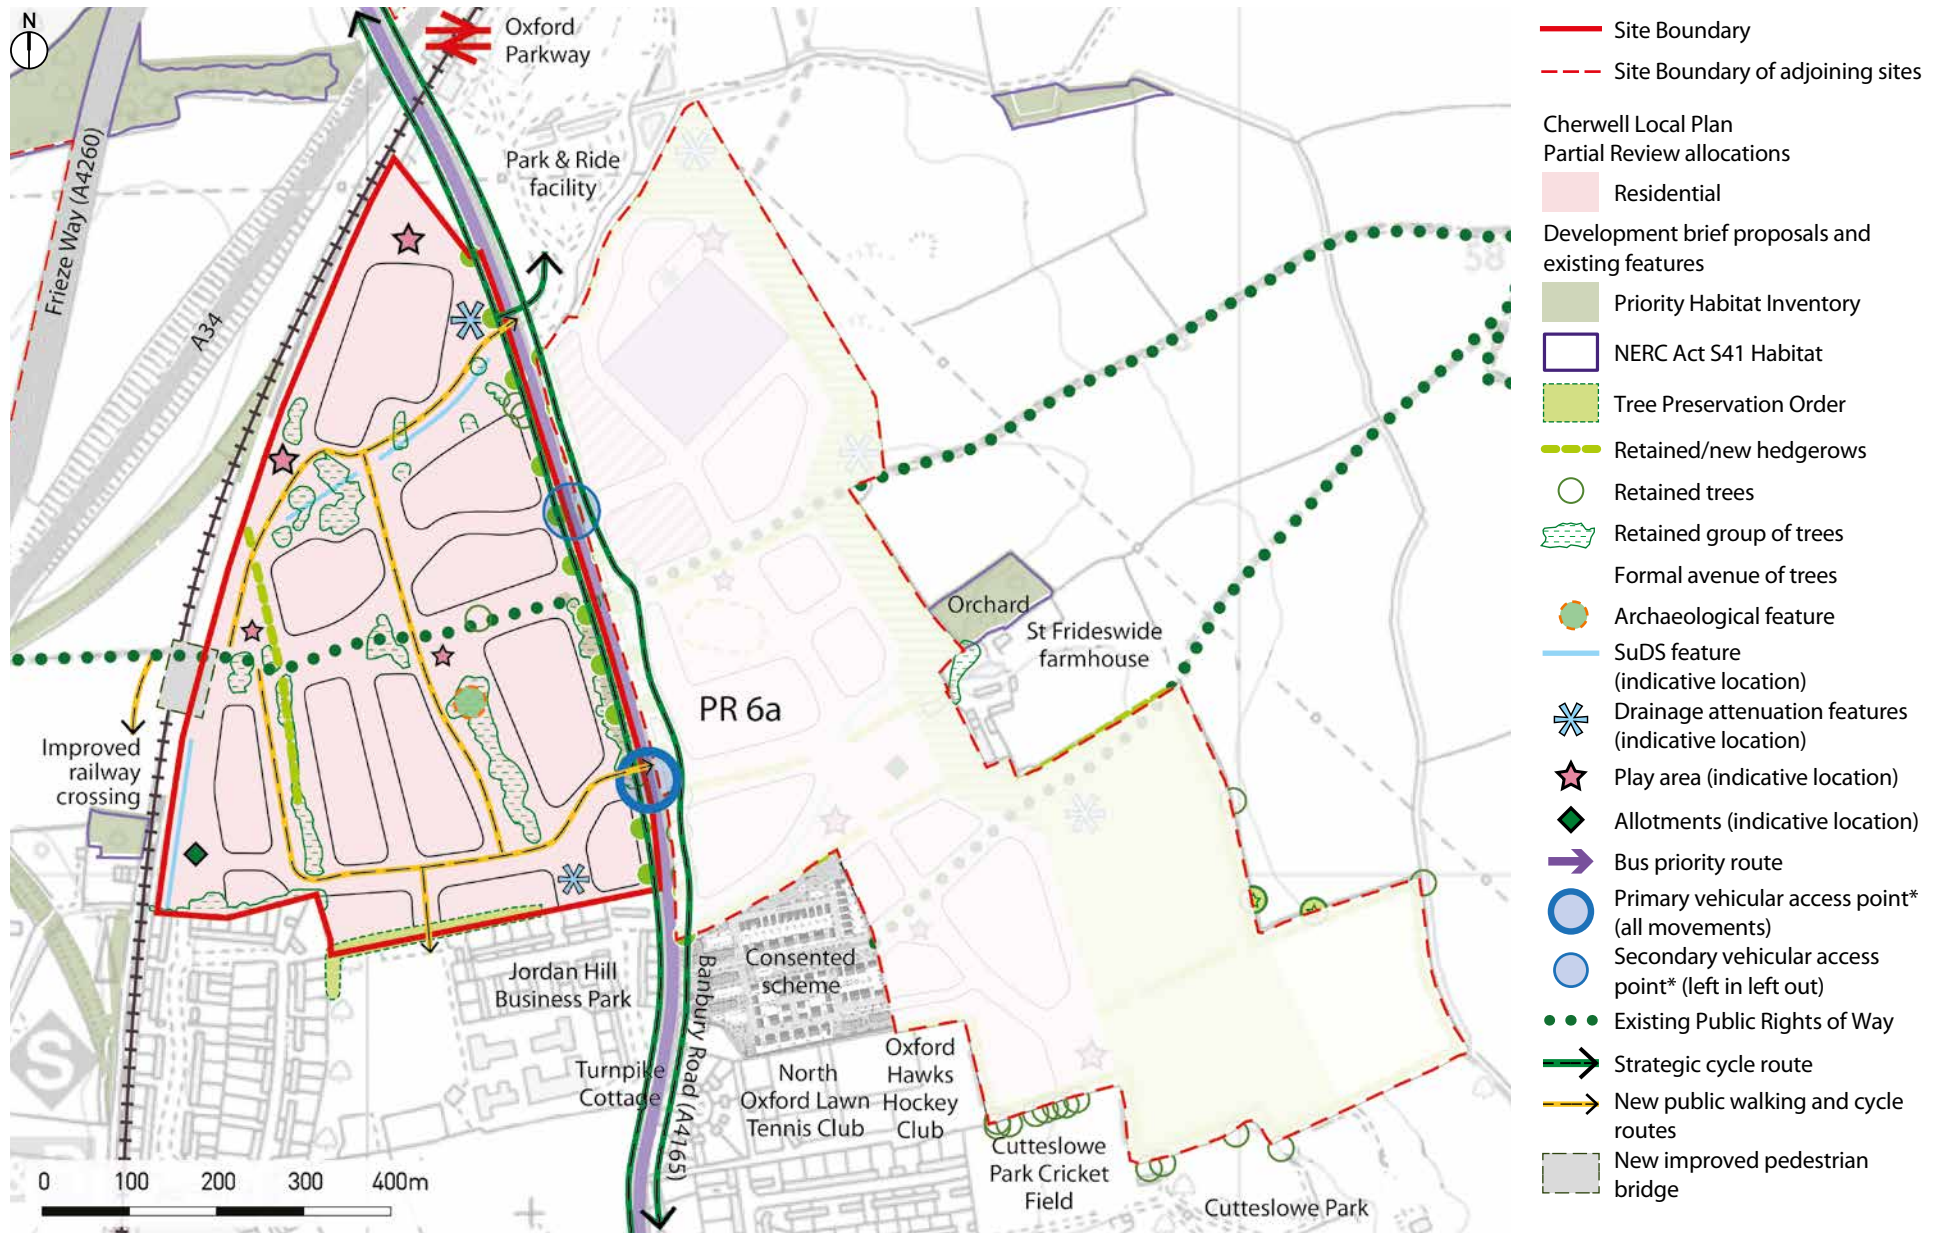 N
Oxford
Parkway
Park & Ride
facility
Frieze Way (A4260)
A34
58
Orchard
St Frideswide
farmhouse
PR 6a
Improved
railway
crossing
Jordan Hill
Business Park
Consented
scheme
Turnpike
Cottage
Banbury Road (A4165)
North
Oxford Lawn
Tennis Club
Oxford
Hawks
Hockey
Club
Cutteslowe
Park Cricket
Field
Cutteslowe Park
S
0 100 200 300 400m
Site Boundary
Site Boundary of adjoining sites
Cherwell Local Plan
Partial Review allocations
Residential
Development brief proposals and
existing features
Priority Habitat Inventory
NERC Act S41 Habitat
Tree Preservation Order
Retained/new hedgerows
Retained trees
Retained group of trees
Formal avenue of trees
Archaeological feature
SuDS feature
(indicative location)
Drainage attenuation features
(indicative location)
Play area (indicative location)
Allotments (indicative location)
Bus priority route
Primary vehicular access point*
(all movements)
Secondary vehicular access
point* (left in left out)
Existing Public Rights of Way
Strategic cycle route
New public walking and cycle
routes
New improved pedestrian
bridge